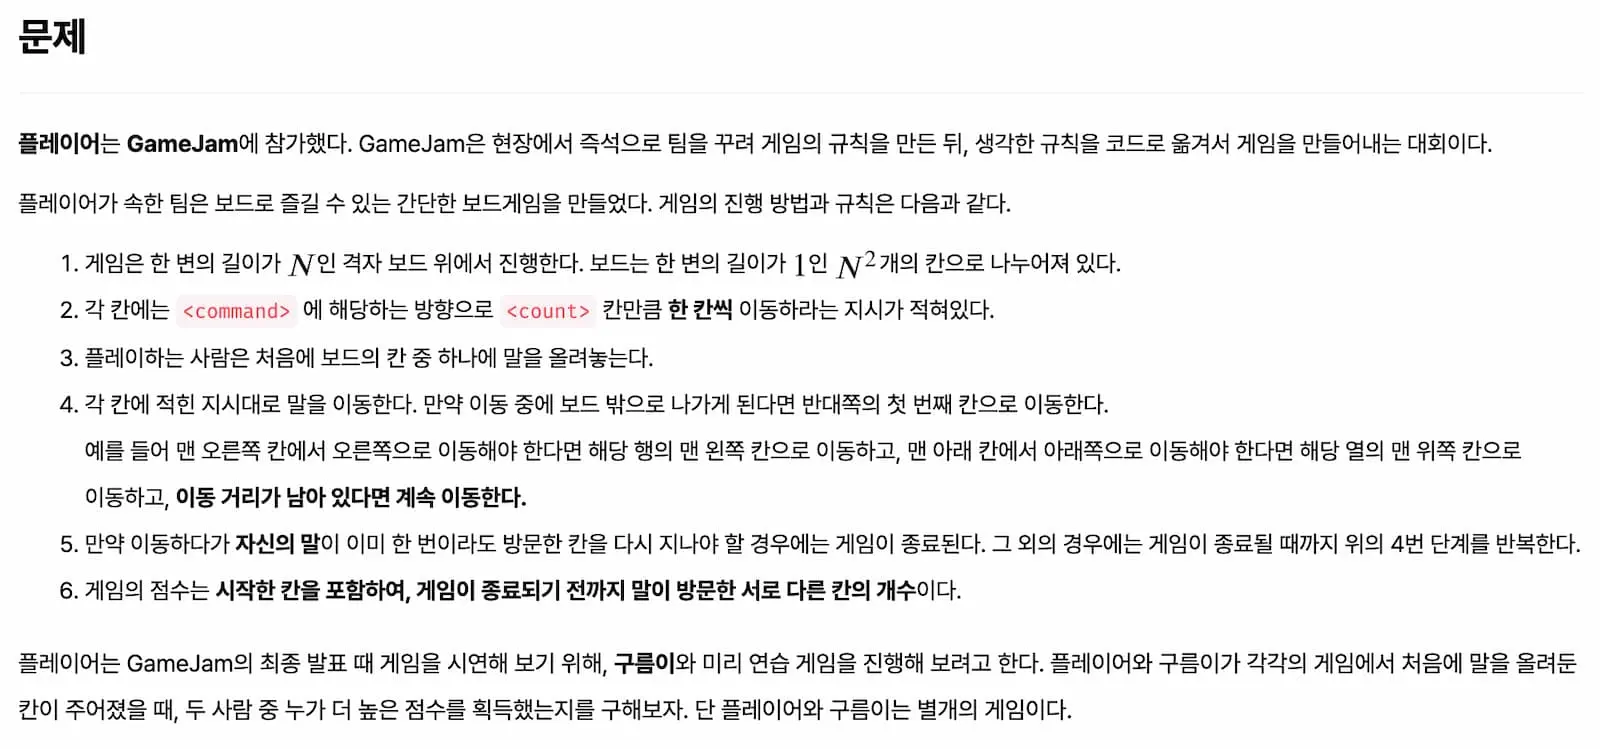 문제
플레이어는 GameJam에 참가했다. GameJam은 현장에서 즉석으로 팀을 꾸려 게임의 규칙을 만든 뒤, 생각한 규칙을 코드로 옮겨서 게임을 만들어내는 대회이다.
플레이어가 속한 팀은 보드로 즐길 수 있는 간단한 보드게임을 만들었다. 게임의 진행 방법과 규칙은 다음과 같다.
1. 게임은 한 변의 길이가 N인 격자 보드 위에서 진행한다. 보드는 한 변의 길이가 1인 N²개의 칸으로 나누어져 있다.
2. 각 칸에는 <command> 에 해당하는 방향으로 <count> 칸만큼 한 칸씩 이동하라는 지시가 적혀있다.
3. 플레이하는 사람은 처음에 보드의 칸 중 하나에 말을 올려놓는다.
4. 각 칸에 적힌 지시대로 말을 이동한다. 만약 이동 중에 보드 밖으로 나가게 된다면 반대쪽의 첫 번째 칸으로 이동한다.
예를 들어 맨 오른쪽 칸에서 오른쪽으로 이동해야 한다면 해당 행의 맨 왼쪽 칸으로 이동하고, 맨 아래 칸에서 아래쪽으로 이동해야 한다면 해당 열의 맨 위쪽 칸으로
이동하고, 이동 거리가 남아 있다면 계속 이동한다.
5. 만약 이동하다가 자신의 말이 이미 한 번이라도 방문한 칸을 다시 지나야 할 경우에는 게임이 종료된다. 그 외의 경우에는 게임이 종료될 때까지 위의 4번 단계를 반복한다.
6. 게임의 점수는 시작한 칸을 포함하여, 게임이 종료되기 전까지 말이 방문한 서로 다른 칸의 개수이다.
플레이어는 GameJam의 최종 발표 때 게임을 시연해 보기 위해, 구름이와 미리 연습 게임을 진행해 보려고 한다. 플레이어와 구름이가 각각의 게임에서 처음에 말을 올려둔
칸이 주어졌을 때, 두 사람 중 누가 더 높은 점수를 획득했는지를 구해보자. 단 플레이어와 구름이는 별개의 게임이다.